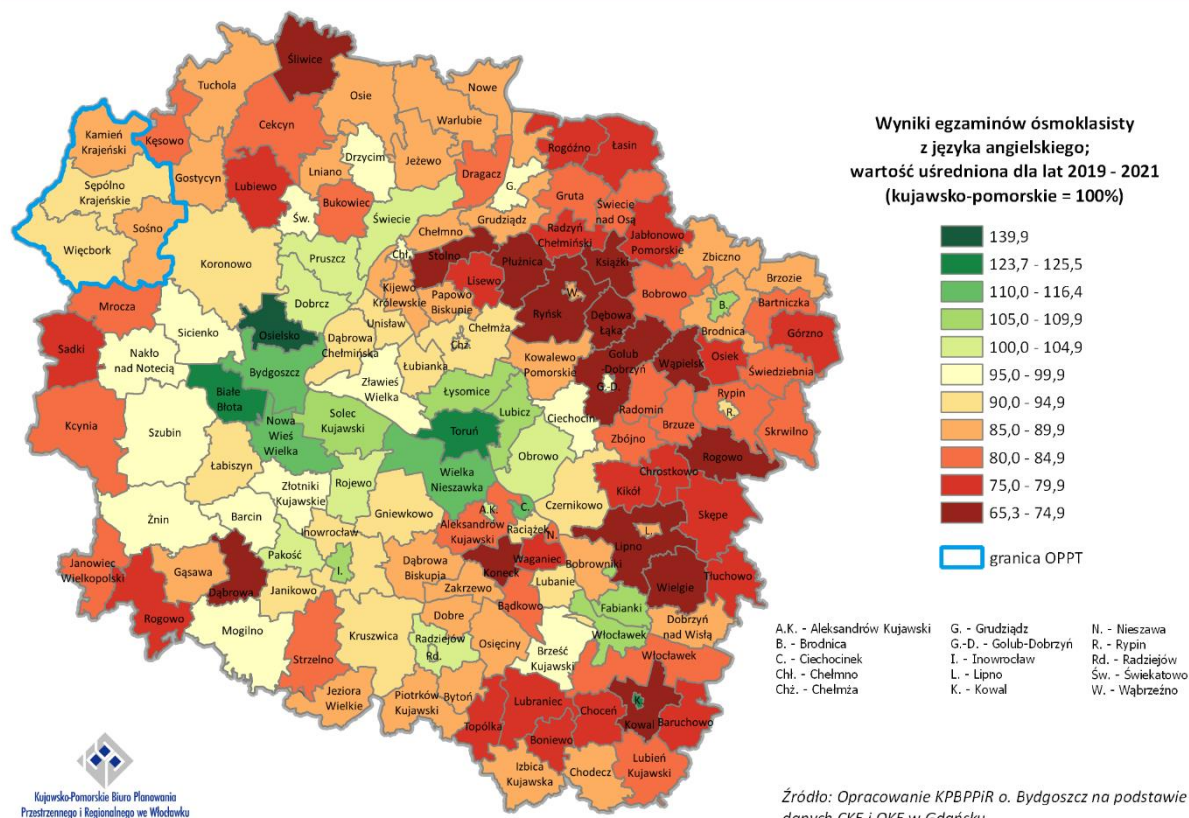 Śliwice
Tuchola
Nowe
Osie
Warlubie
Kamień
Krajeński
Kęsowo
Cekcyn
Rogóźno
Łasin
Drzycim
Jeżewo
Lniano
Dragacz
G.
Gostycyn
Lubiewo
Gruta
Sępólno
Krajeńskie
Bukowiec
Św.
Świecie
Świecie
nad Osą
Sośno
Grudziądz
Chełmno
Radzyń
Chełmiński
Jabłonowo
Pomorskie
Więcbork
Koronowo
Pruszcz
Chł.
Stolno
Płużnica
Książki
Zbiczno
Brzozie
Lisewo
Kijewo
Królewskie
Papowo
Biskupie
W.
Bobrowo
B.
Bartniczka
Mrocza
Dobrcz
Sicienko
Osielsko
Unisław
Chełmża
Ryńsk
Dębowa
Łąka
Brodnica
Górzno
Sadki
Dąbrowa
Chełmińska
Chż.
Nakło
nad Notecią
Łubianka
Kowalewo
Pomorskie
Golub
Dobrzyń
Wąpielsk
Osiek
Świedziebnia
Bydgoszcz
Zławieś
Wielka
G.-D.
Rypin
Białe
Błota
Łysomice
Kcynia
Solec
Kujawski
Lubicz
Ciechocin
Radomin
R.
Szubin
Nowa
Wieś
Wielka
Toruń
Brzuze
Skrwilno
Zbójno
Obrowo
Łabiszyn
Wielka
Nieszawka
Rogowo
Złotniki
Kujawskie
Rojewo
Chrostkowo
Kikół
Czernikowo
Skępe
Żnin
Barcin
Gniewkowo
A.K.
C.
Inowrocław
Aleksandrów
Kujawski
Raciążek
N.
L.
Pakość
Lipno
Janowiec
Wielkopolski
Gąsawa
I.
Dąbrowa
Biskupia
Koneck
Waganiec
Bobrowniki
Tłuchowo
Dąbrowa
Janikowo
Zakrzewo
Lubanie
Wielgie
Rogowo
Bądkowo
Fabianki
Mogilno
Dobre
Dobrzyń
nad Wisłą
Kruszwica
Radziejów
Rd.
Osięciny
Włocławek
Strzelno
Brześć
Kujawski
Włocławek
Jeziora
Wielkie
Piotrków
Kujawski
Bytoń
Lubraniec
K.
Topólka
Choceń
Kowal
Baruchowo
Boniewo
Izbica
Kujawska
Chodecz
Lubień
Kujawski
Wyniki egzaminów ósmoklasisty
z języka angielskiego;
wartość uśredniona dla lat 2019 - 2021
(kujawsko-pomorskie = 100%)
139,9
123,7 - 125,5
110,0 - 116,4
105,0 - 109,9
100,0 - 104,9
95,0 - 99,9
90,0 - 94,9
85,0 - 89,9
80,0 - 84,9
75,0 - 79,9
65,3 - 74,9
granica OPPT
A.K. - Aleksandrów Kujawski
B. - Brodnica
C. - Ciechocinek
Chł. - Chełmno
Chż. - Chełmża
G. - Grudziądz
G.-D. - Golub-Dobrzyń
I. - Inowrocław
L. - Lipno
K. - Kowal
N. - Nieszawa
R. - Rypin
Rd. - Radziejów
Św. - Świekatowo
W. - Wąbrzeźno
Kujawsko-Pomorskie Biuro Planowania
Przestrzennego i Regionalnego we Włocławku
Źródło: Opracowanie KPBPPiR o. Bydgoszcz na podstawie
danych CKE i OKE w Gdańsku